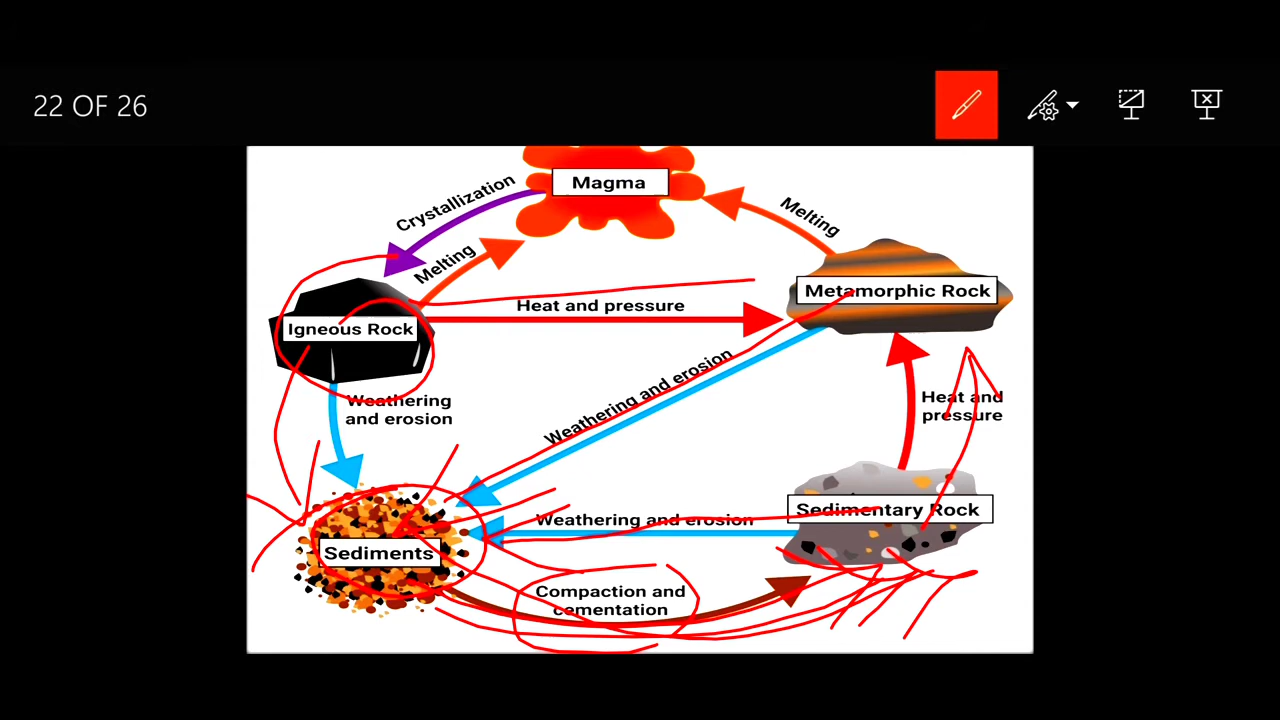 22 OF 26
Magma
Crystallization
Melting
Melting
Metamorphic Rock
Heat and pressure
Igneous Rock
Weathering
and erosion
Weathering and erosion
Heat and
pressure
Sedimentary Rock
Weathering and erosion
Sediments
Compaction and
cementation